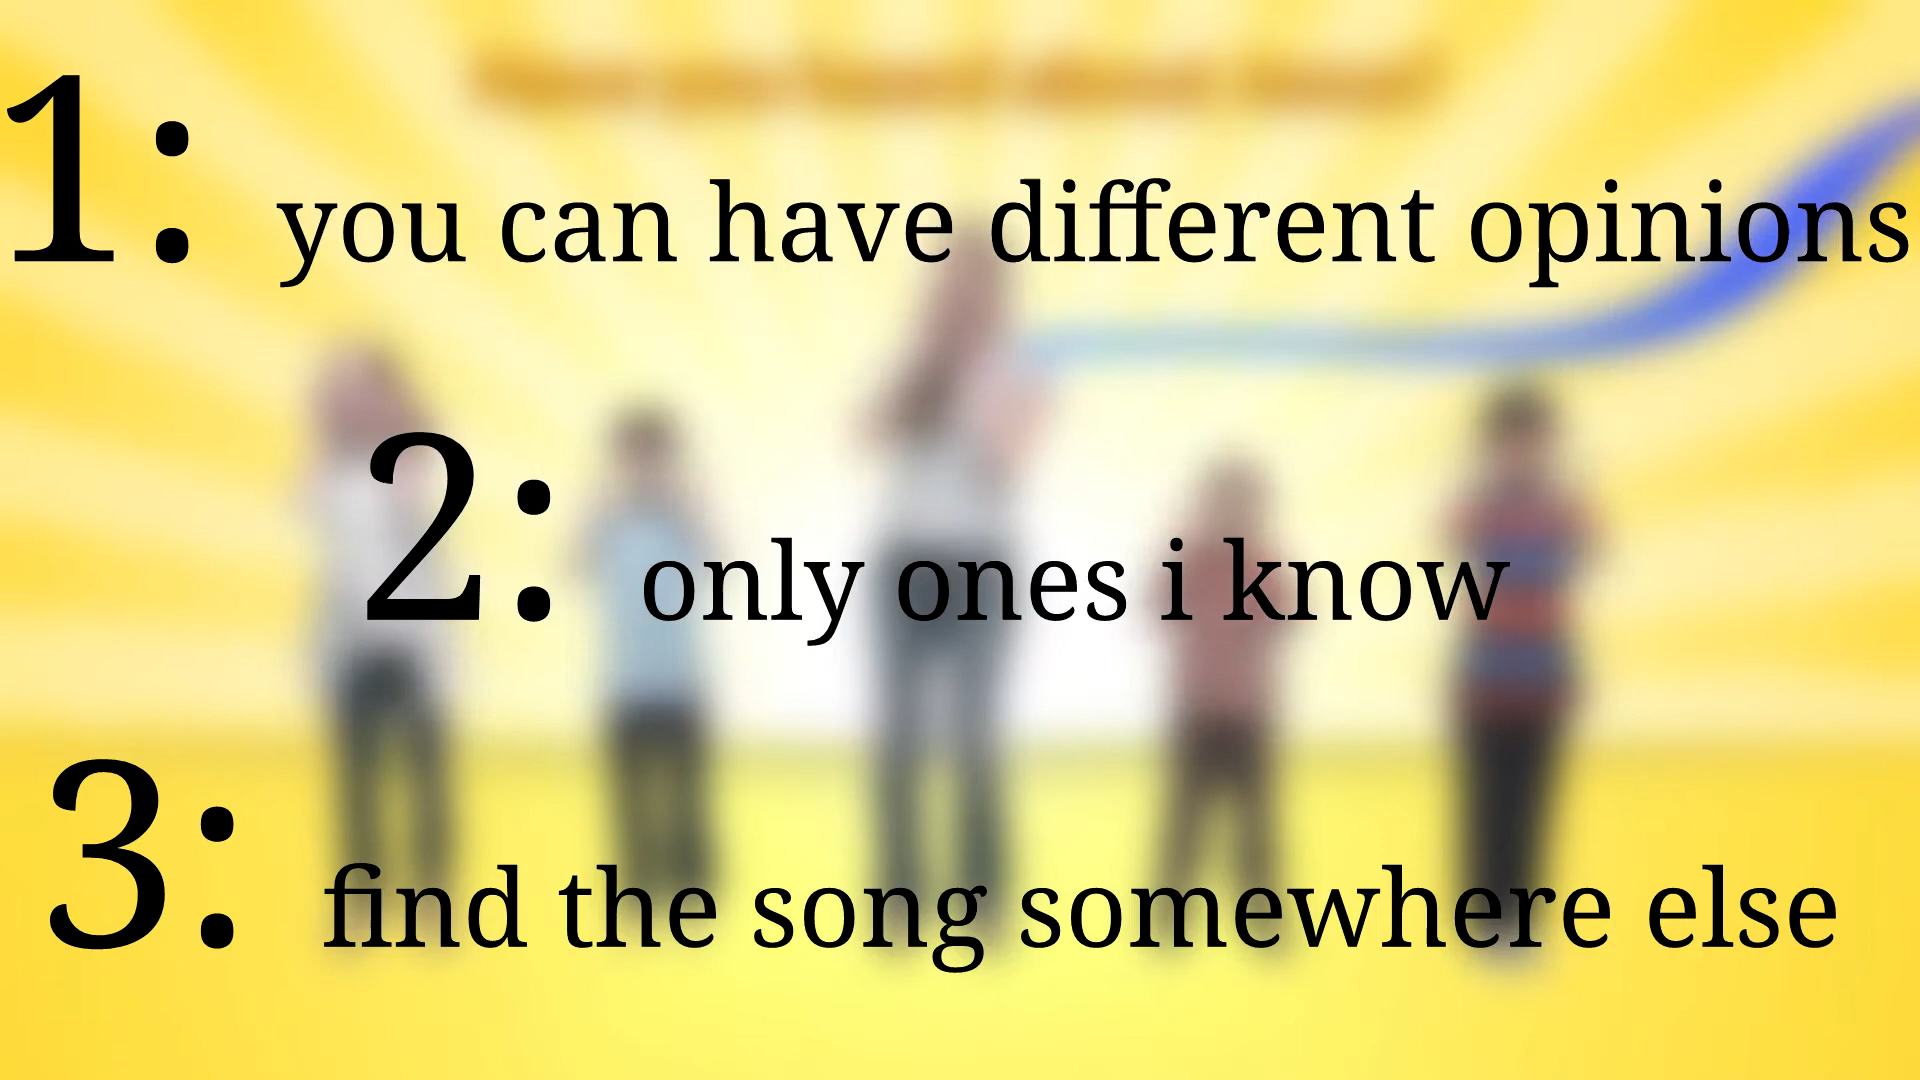 1: you can have different opinions
2: only ones i know
3: find the song somewhere else